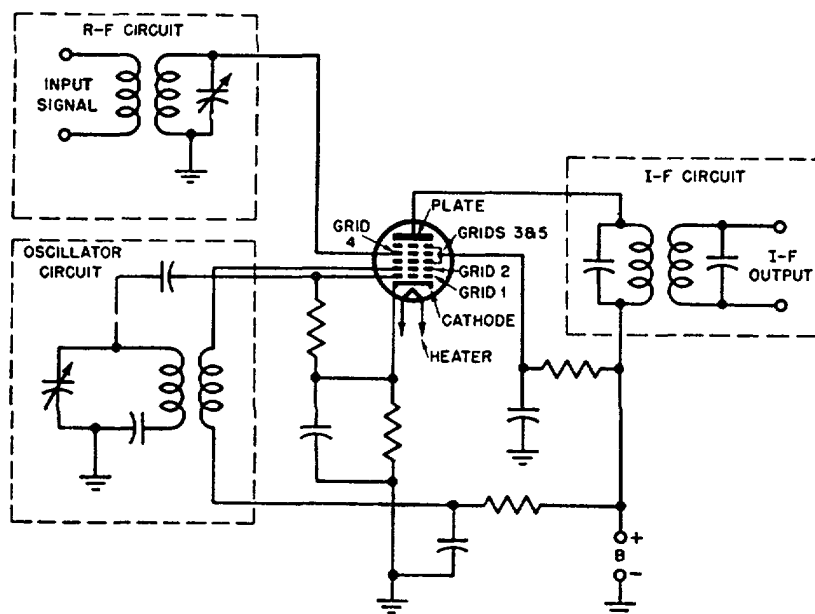 R-F CIRCUIT
INPUT
SIGNAL
I-F CIRCUIT
I-F
OUTPUT
PLATE
GRID
4
GRIDS 3&5
GRID 2
GRID 1
CATHODE
HEATER
OSCILLATOR
CIRCUIT
+
B
-